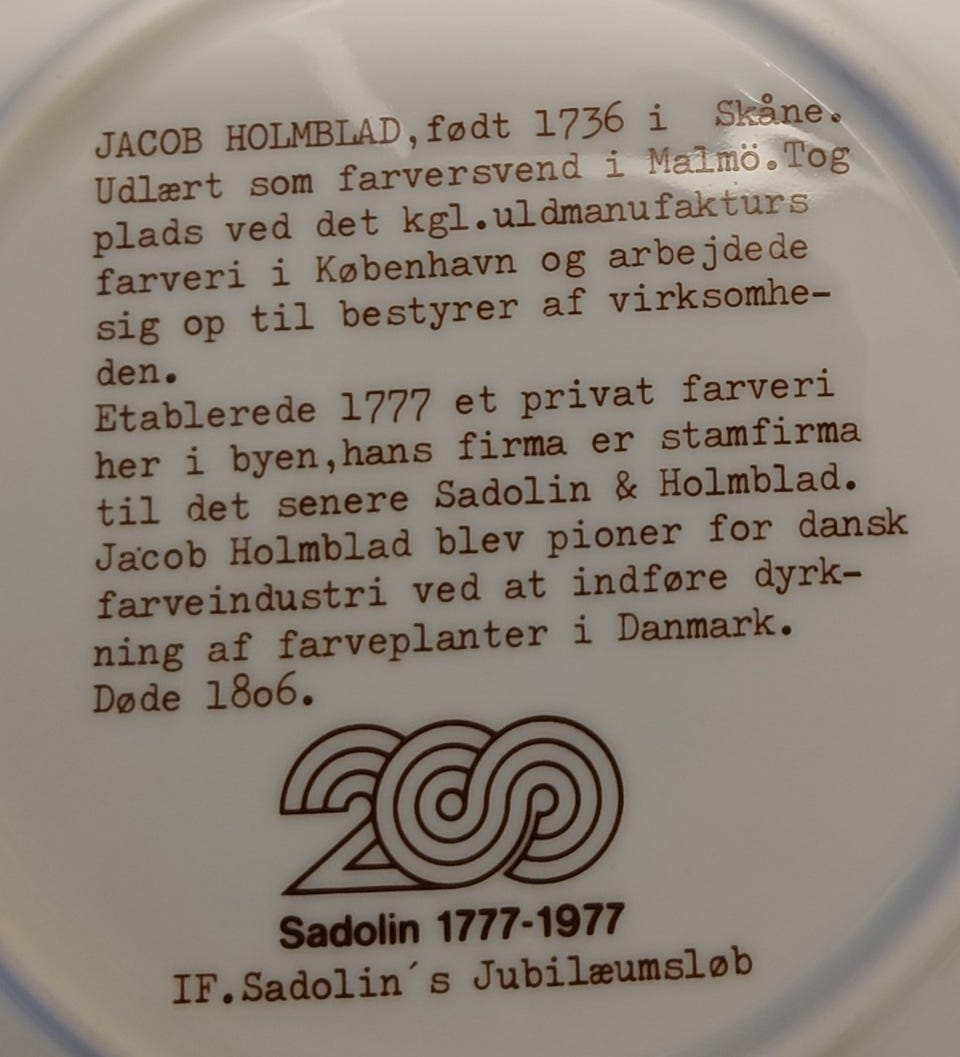 JACOB HOLMBLAD,født 1736 i Skåne.
Udlært som farversvend i Malmö.Tog
plads ved det kgl.uldmanufakturs
farveri i København og arbejdede
sig op til bestyrer af virksomhe-
den.
Etablerede 1777 et privat farveri
her i byen,hans firma er stamfirma
til det senere Sadolin & Holmblad.
Jacob Holmblad blev pioner for dansk
farveindustri ved at indføre dyrk-
ning af farveplanter i Danmark.
Døde 18o6.
200
Sadolin 1777-1977
IF.Sadolin´s Jubilæumsløb